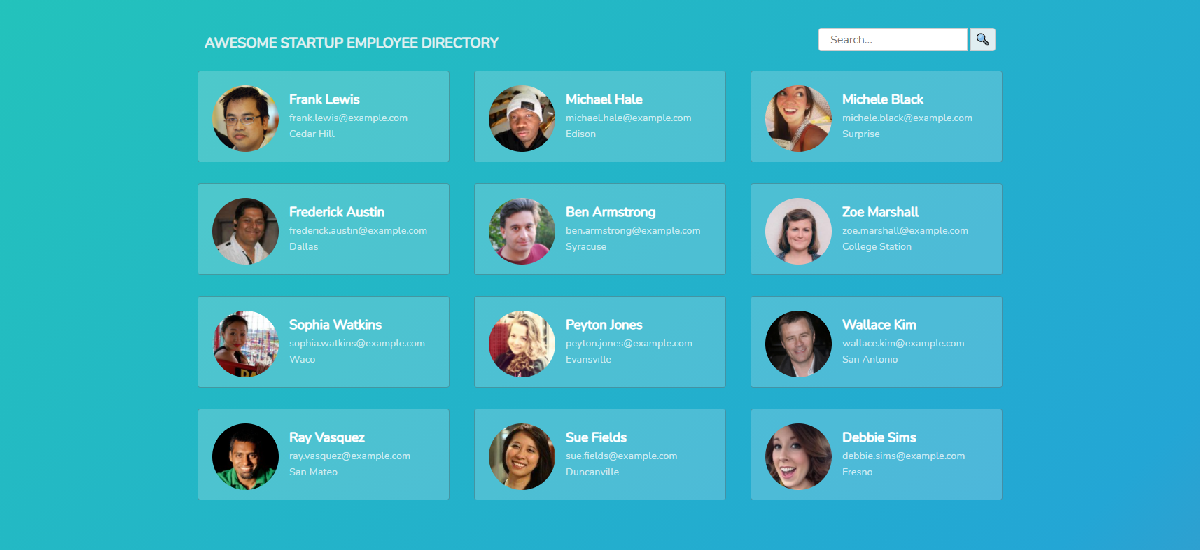 AWESOME STARTUP EMPLOYEE DIRECTORY
Search...
Frank Lewis
frank.lewis@example.com
Cedar Hill
Michael Hale
michael.hale@example.com
Edison
Michele Black
michele.black@example.com
Surprise
Frederick Austin
frederick.austin@example.com
Dallas
Ben Armstrong
ben.armstrong@example.com
Syracuse
Zoe Marshall
zoe.marshall@example.com
College Station
Sophia Watkins
sophia.watkins@example.com
Waco
Peyton Jones
peyton.jones@example.com
Evansville
Wallace Kim
wallace.kim@example.com
San Antonio
Ray Vasquez
ray.vasquez@example.com
San Mateo
Sue Fields
sue.fields@example.com
Duncanville
Debbie Sims
debbie.sims@example.com
Fresno